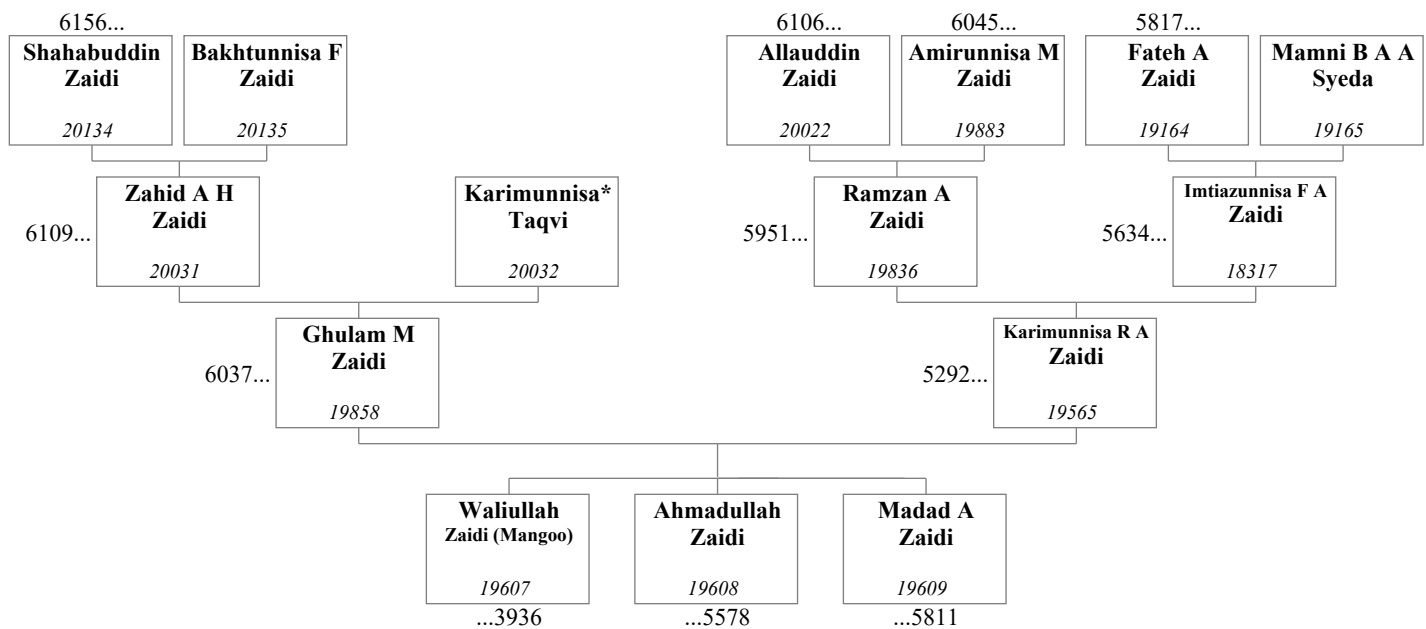 6156...
6106...
6045...
5817...
Shahabuddin
Zaidi
20134
Bakhtunnisa F
Zaidi
20135
Allauddin
Zaidi
20022
Amirunnisa M
Zaidi
19883
Fateh A
Zaidi
19164
Mamni B A A
Syeda
19165
6109...
Zahid A H
Zaidi
20031
Karimunnisa*
Taqvi
20032
5951...
Ramzan A
Zaidi
19836
5634...
Imtiazunnisa F A
Zaidi
18317
6037...
Ghulam M
Zaidi
19858
5292...
Karimunnisa R A
Zaidi
19565
Waliullah
Zaidi (Mangoo)
19607
...3936
Ahmadullah
Zaidi
19608
...5578
Madad A
Zaidi
19609
...5811